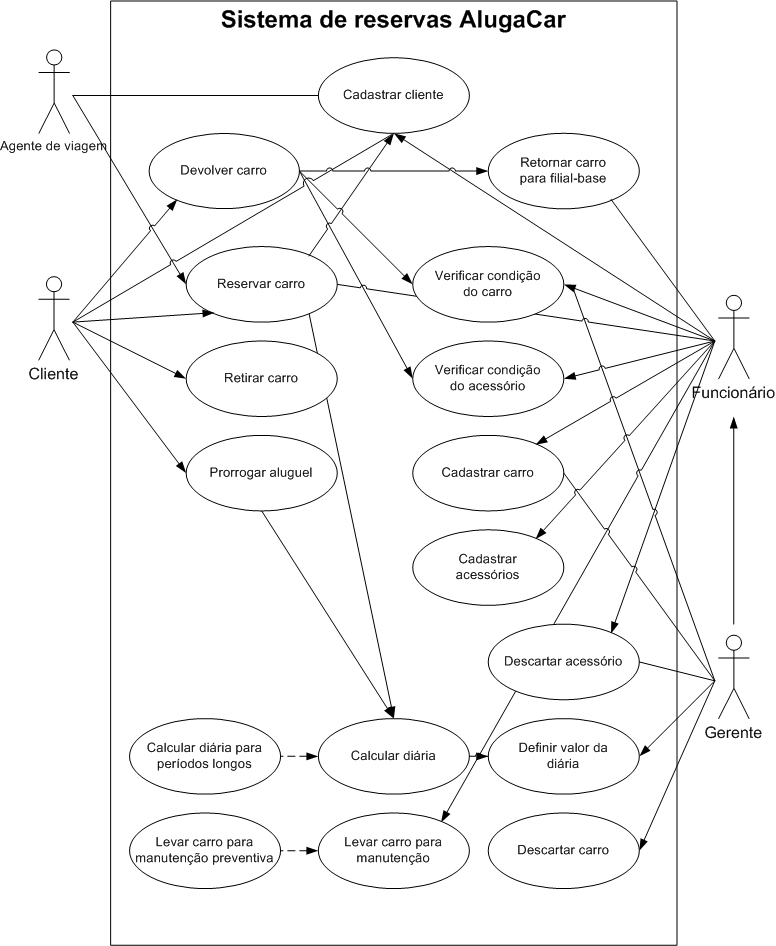 Sistema de reservas AlugaCar
Cadastrar cliente
Agente de viagem
Devolver carro
Retornar carro
para filial-base
Reservar carro
Verificar condição
do carro
Cliente
Retirar carro
Verificar condição
do acessório
Funcionário
Prorrogar aluguel
Cadastrar carro
Cadastrar
acessórios
Descartar acessório
Gerente
Calcular diária para
períodos longos
Calcular diária
Definir valor da
diária
Levar carro para
manutenção preventiva
Levar carro para
manutenção
Descartar carro